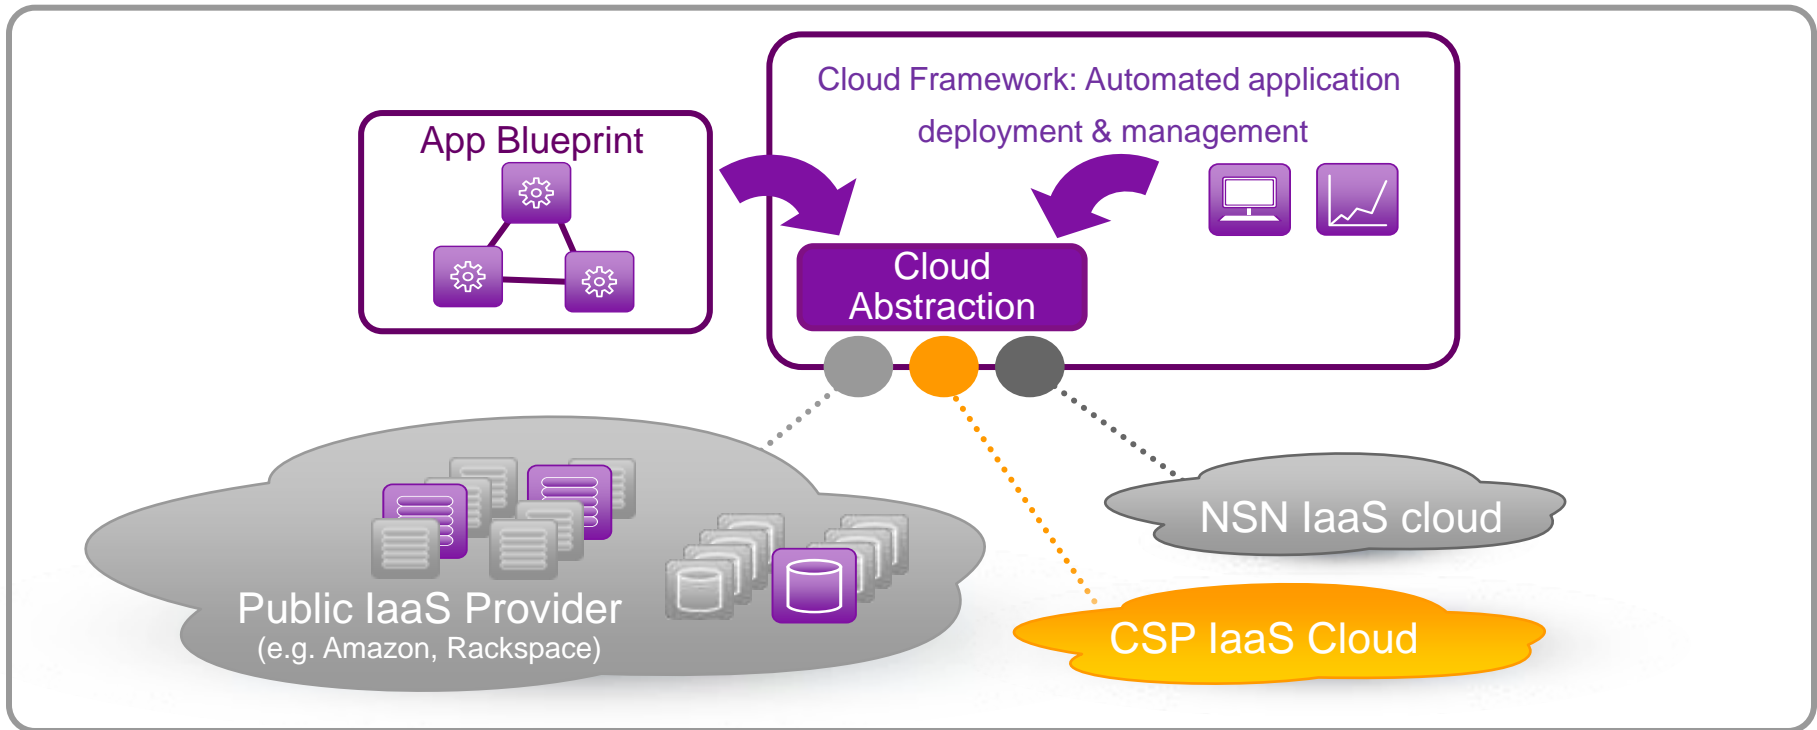 Cloud Framework: Automated application
deployment & management
App Blueprint
Cloud
Abstraction
NSN IaaS cloud
Public IaaS Provider
(e.g. Amazon, Rackspace)
CSP IaaS Cloud